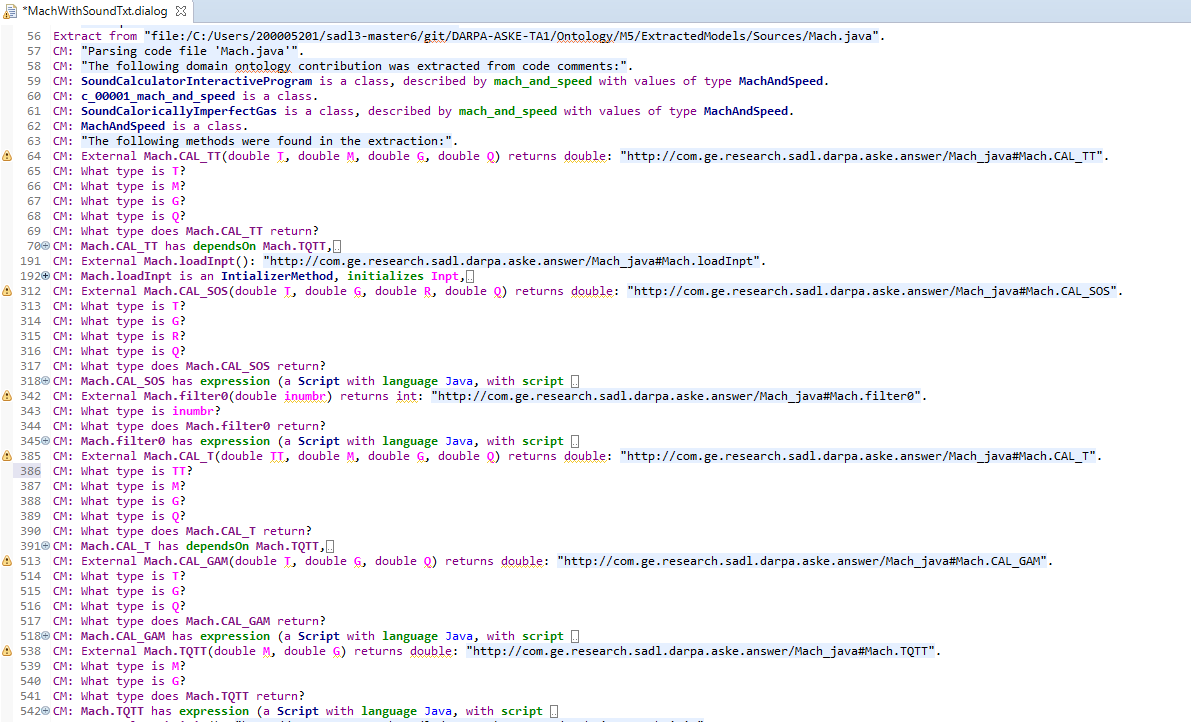 *MachWithSoundTxt.dialog
56 Extract from "file:/C:/Users/200005201/sadl3-master6/git/DARPA-ASKE-TA1/Ontology/M5/ExtractedModels/Sources/Mach.java".
57 CM: "Parsing code file 'Mach.java'".
58 CM: "The following domain ontology contribution was extracted from code comments:".
59 CM: SoundCalculatorInteractiveProgram is a class, described by mach_and_speed with values of type MachAndSpeed.
60 CM: c_00001_mach_and_speed is a class.
61 CM: SoundCaloricallyImperfectGas is a class, described by mach_and_speed with values of type MachAndSpeed.
62 CM: MachAndSpeed is a class.
63 CM: "The following methods were found in the extraction:".
64 CM: External Mach.CAL_TT(double T, double M, double G, double Q) returns double: "http://com.ge.research.sadl.darpa.aske.answer/Mach_java#Mach.CAL_TT".
65 CM: What type is T?
66 CM: What type is M?
67 CM: What type is G?
68 CM: What type is Q?
69 CM: What type does Mach.CAL_TT return?
70 CM: Mach.CAL_TT has dependsOn Mach.TQTT,
191 CM: External Mach.loadInpt(): "http://com.ge.research.sadl.darpa.aske.answer/Mach_java#Mach.loadInpt".
192 CM: Mach.loadInpt is an IntializerMethod, initializes Inpt,
312 CM: External Mach.CAL_SOS(double T, double G, double R, double Q) returns double: "http://com.ge.research.sadl.darpa.aske.answer/Mach_java#Mach.CAL_SOS".
313 CM: What type is T?
314 CM: What type is G?
315 CM: What type is R?
316 CM: What type is Q?
317 CM: What type does Mach.CAL_SOS return?
318 CM: Mach.CAL_SOS has expression (a Script with language Java, with script
342 CM: External Mach.filter0(double inumbr) returns int: "http://com.ge.research.sadl.darpa.aske.answer/Mach_java#Mach.filter0".
343 CM: What type is inumbr?
344 CM: What type does Mach.filter0 return?
345 CM: Mach.filter0 has expression (a Script with language Java, with script
385 CM: External Mach.CAL_T(double TT, double M, double G, double Q) returns double: "http://com.ge.research.sadl.darpa.aske.answer/Mach_java#Mach.CAL_T".
386 CM: What type is TT?
387 CM: What type is M?
388 CM: What type is G?
389 CM: What type is Q?
390 CM: What type does Mach.CAL_T return?
391 CM: Mach.CAL_T has dependsOn Mach.TQTT,
513 CM: External Mach.CAL_GAM(double T, double G, double Q) returns double: "http://com.ge.research.sadl.darpa.aske.answer/Mach_java#Mach.CAL_GAM".
514 CM: What type is T?
515 CM: What type is G?
516 CM: What type is Q?
517 CM: What type does Mach.CAL_GAM return?
518 CM: Mach.CAL_GAM has expression (a Script with language Java, with script
538 CM: External Mach.TQTT(double M, double G) returns double: "http://com.ge.research.sadl.darpa.aske.answer/Mach_java#Mach.TQTT".
539 CM: What type is M?
540 CM: What type is G?
541 CM: What type does Mach.TQTT return?
542 CM: Mach.TQTT has expression (a Script with language Java, with script